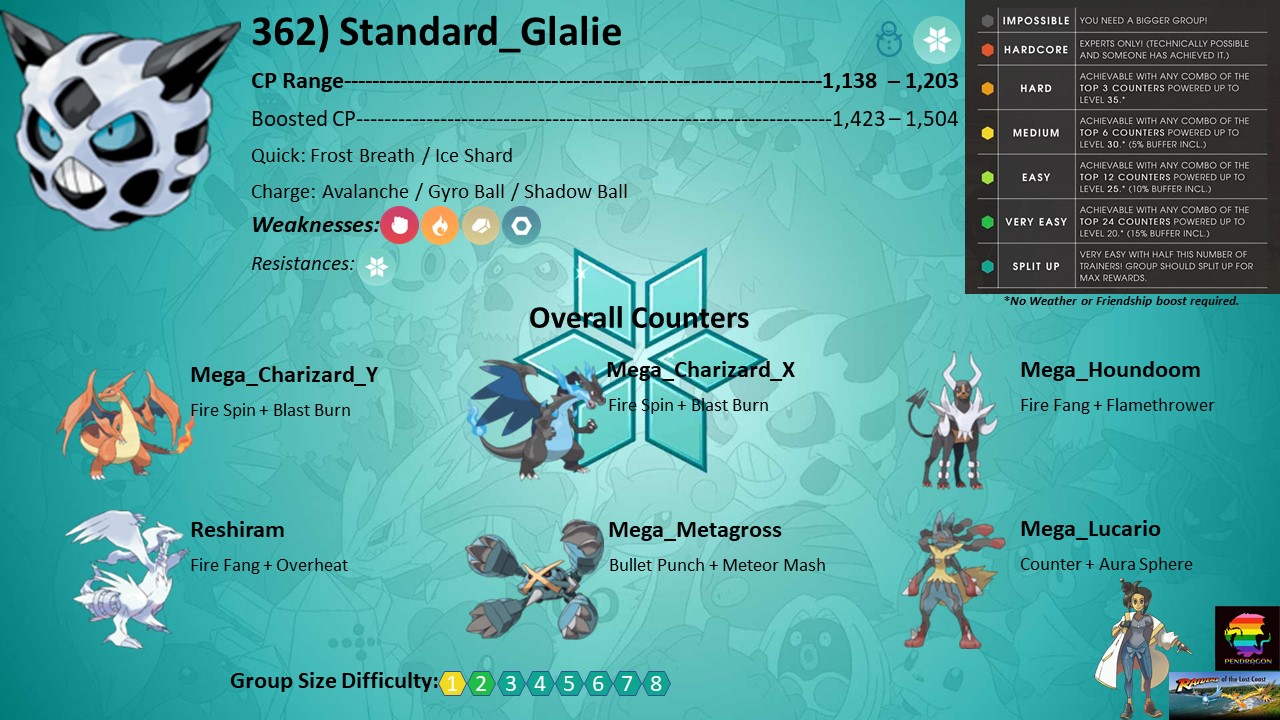 362) Standard_Glalie
CP Range--------------------------------------------------------------------1,138 – 1,203
Boosted CP--------------------------------------------------------------------1,423 – 1,504
Quick: Frost Breath / Ice Shard
Charge: Avalanche / Gyro Ball / Shadow Ball
Weaknesses:
Resistances:
IMPOSSIBLE YOU NEED A BIGGER GROUP!
HARDCORE EXPERTS ONLY! (TECHNICALLY POSSIBLE
AND SOMEONE HAS ACHIEVED IT.)
HARD ACHIEVABLE WITH ANY COMBO OF THE
TOP 3 COUNTERS POWERED UP TO
LEVEL 35.*
MEDIUM ACHIEVABLE WITH ANY COMBO OF THE
TOP 6 COUNTERS POWERED UP TO
LEVEL 30.* (5% BUFFER INCL.)
EASY ACHIEVABLE WITH ANY COMBO OF THE
TOP 12 COUNTERS POWERED UP TO
LEVEL 25.* (10% BUFFER INCL.)
VERY EASY ACHIEVABLE WITH ANY COMBO OF THE
TOP 24 COUNTERS POWERED UP TO
LEVEL 20.* (15% BUFFER INCL.)
SPLIT UP VERY EASY WITH HALF THIS NUMBER OF
TRAINERS! GROUP SHOULD SPLIT UP FOR
MAX REWARDS.
*No Weather or Friendship boost required.
Overall Counters
Mega_Charizard_Y
Fire Spin + Blast Burn
Mega_Charizard_X
Fire Spin + Blast Burn
Mega_Houndoom
Fire Fang + Flamethrower
Reshiram
Fire Fang + Overheat
Mega_Metagross
Bullet Punch + Meteor Mash
Mega_Lucario
Counter + Aura Sphere
Group Size Difficulty: 1 2 3 4 5 6 7 8
PENDRAGON
RAIDERS of the Lost Coast